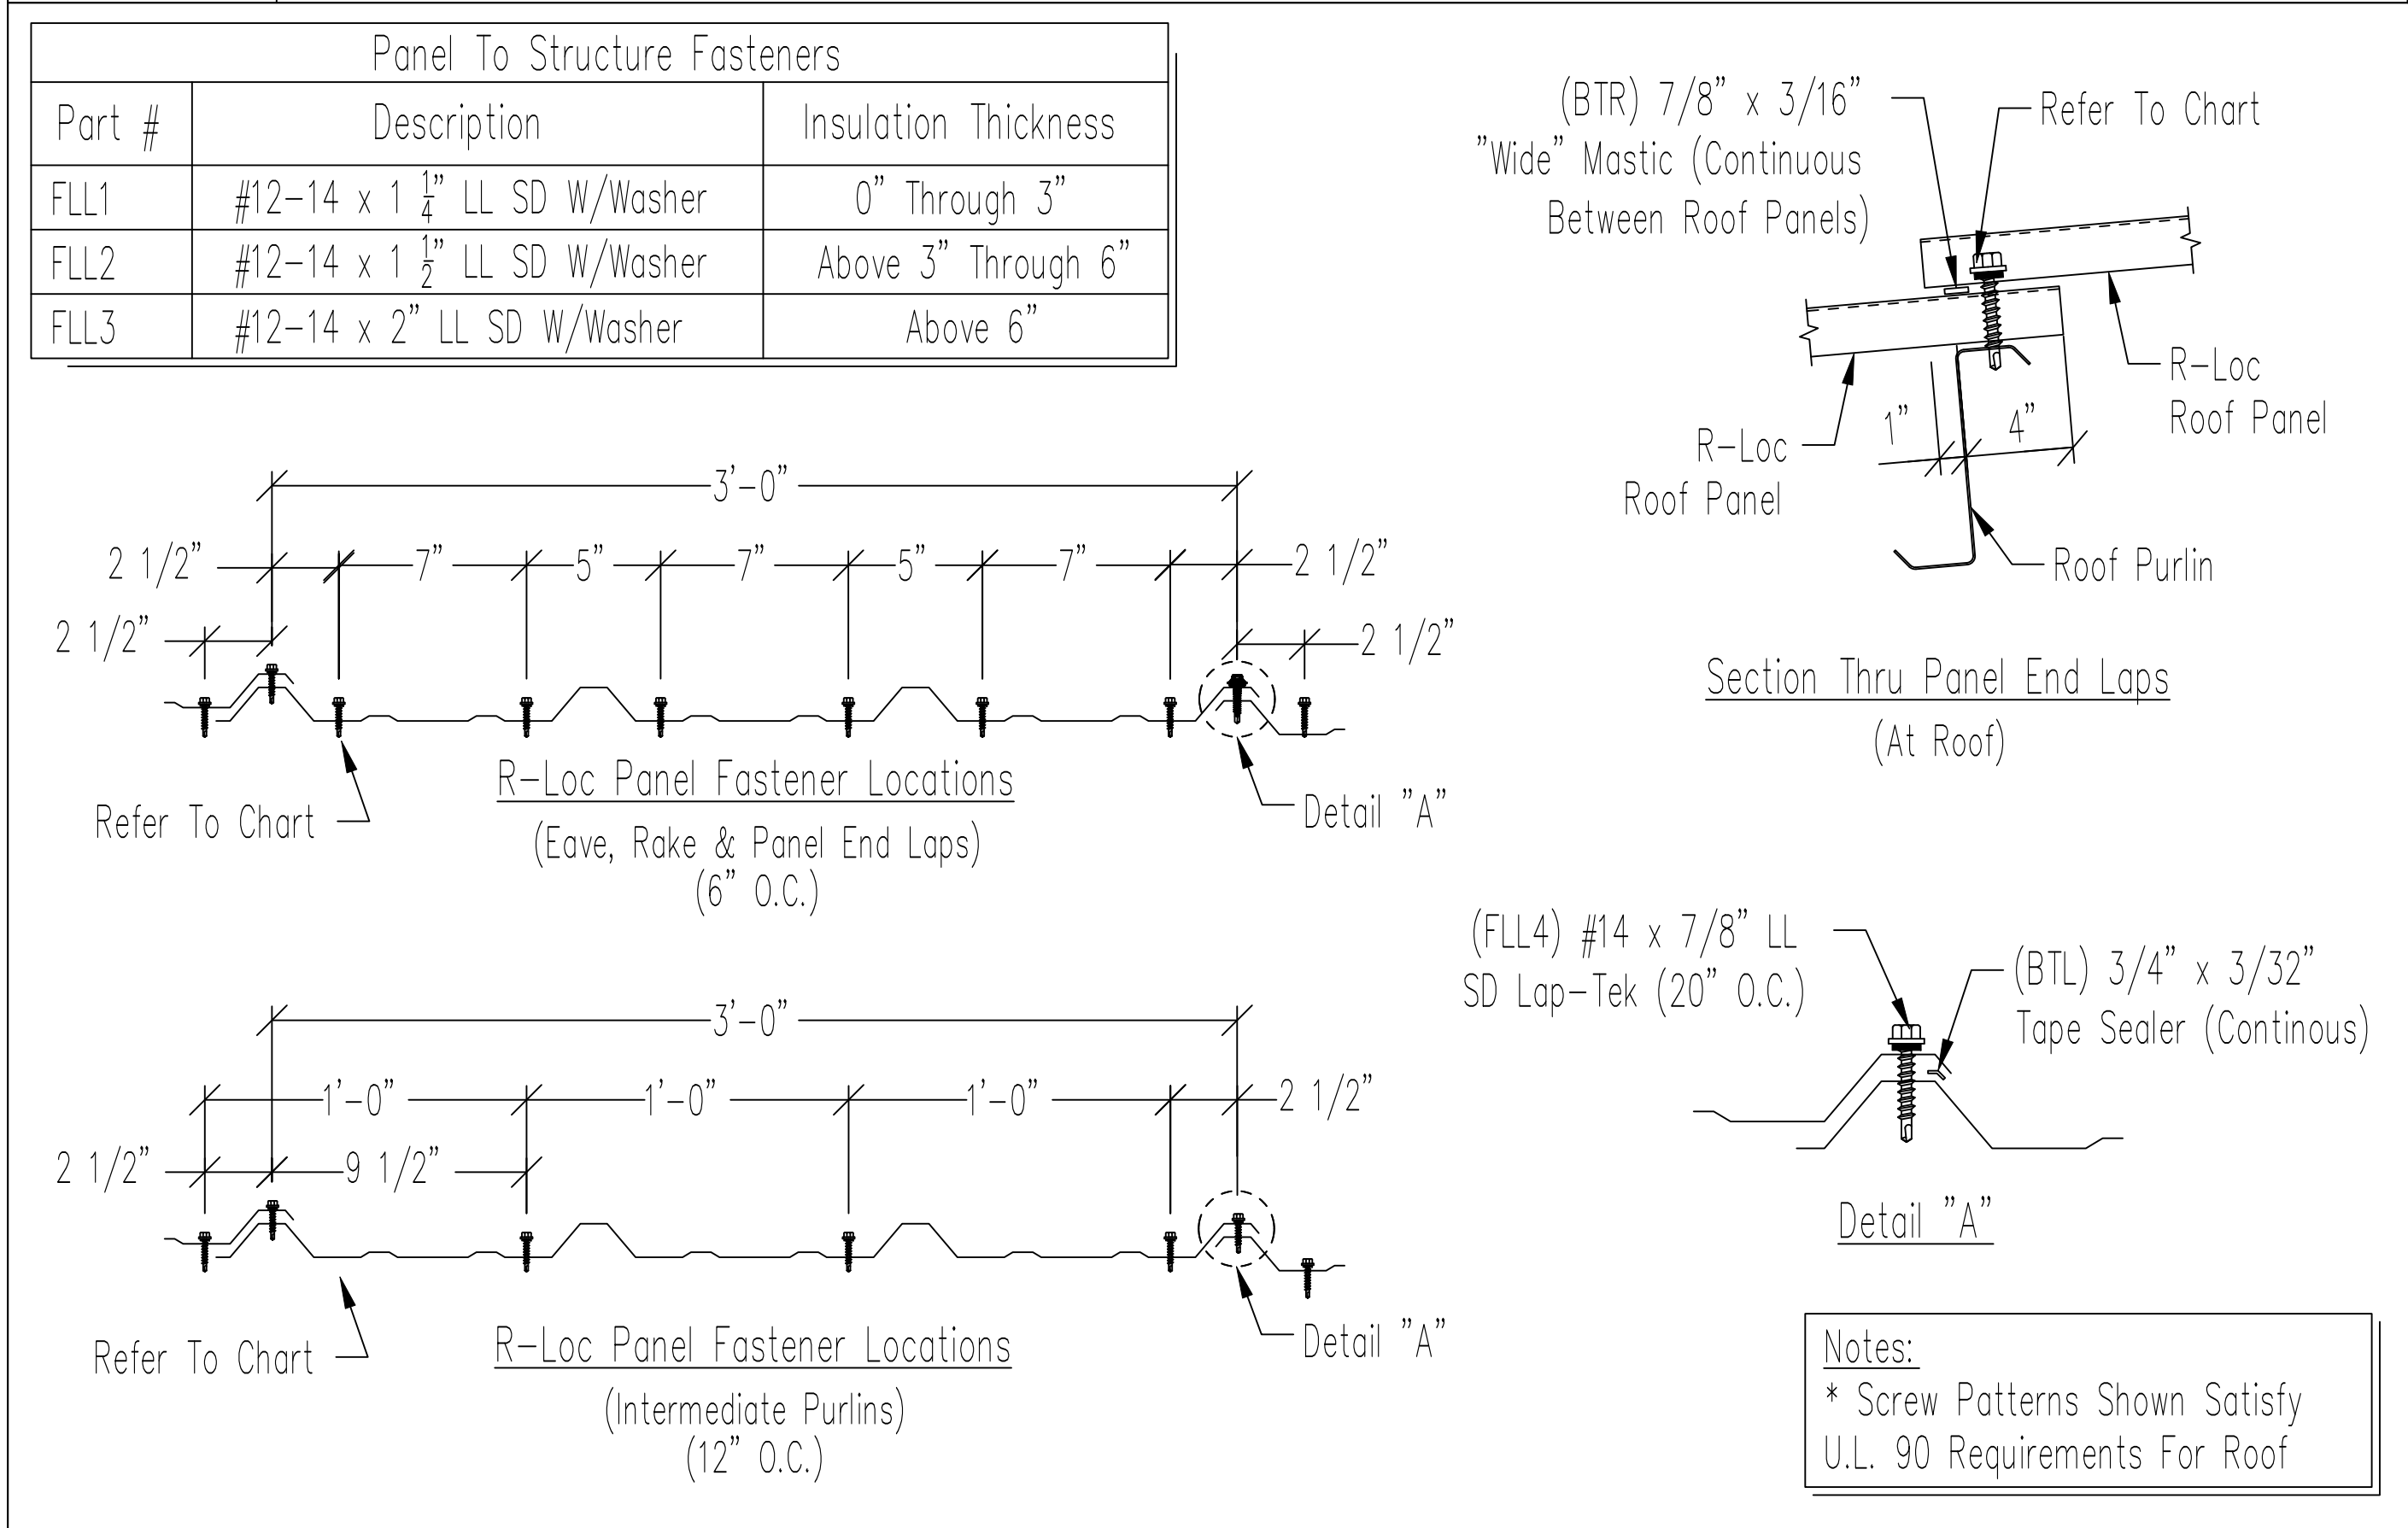 Panel To Structure Fasteners
Part # Description Insulation Thickness
FLL1 #12-14 x 1 1/4" LL SD W/Washer 0" Through 3"
FLL2 #12-14 x 1 1/2" LL SD W/Washer Above 3" Through 6"
FLL3 #12-14 x 2" LL SD W/Washer Above 6"
(BTR) 7/8" x 3/16"
"Wide" Mastic (Continuous
Between Roof Panels)
Refer To Chart
R-Loc
Roof Panel
1" 4"
R-Loc
Roof Panel
Roof Purlin
Section Thru Panel End Laps
(At Roof)
3'-0"
2 1/2" 7" 5" 7" 5" 7" 2 1/2"
2 1/2" 2 1/2"
Refer To Chart
Detail "A"
R-Loc Panel Fastener Locations
(Eave, Rake & Panel End Laps)
(6" O.C.)
3'-0"
1'-0" 1'-0" 1'-0" 2 1/2"
2 1/2" 9 1/2"
Refer To Chart
Detail "A"
R-Loc Panel Fastener Locations
(Intermediate Purlins)
(12" O.C.)
(FLL4) #14 x 7/8" LL
SD Lap-Tek (20" O.C.)
(BTL) 3/4" x 3/32"
Tape Sealer (Continous)
Detail "A"
Notes:
* Screw Patterns Shown Satisfy
U.L. 90 Requirements For Roof